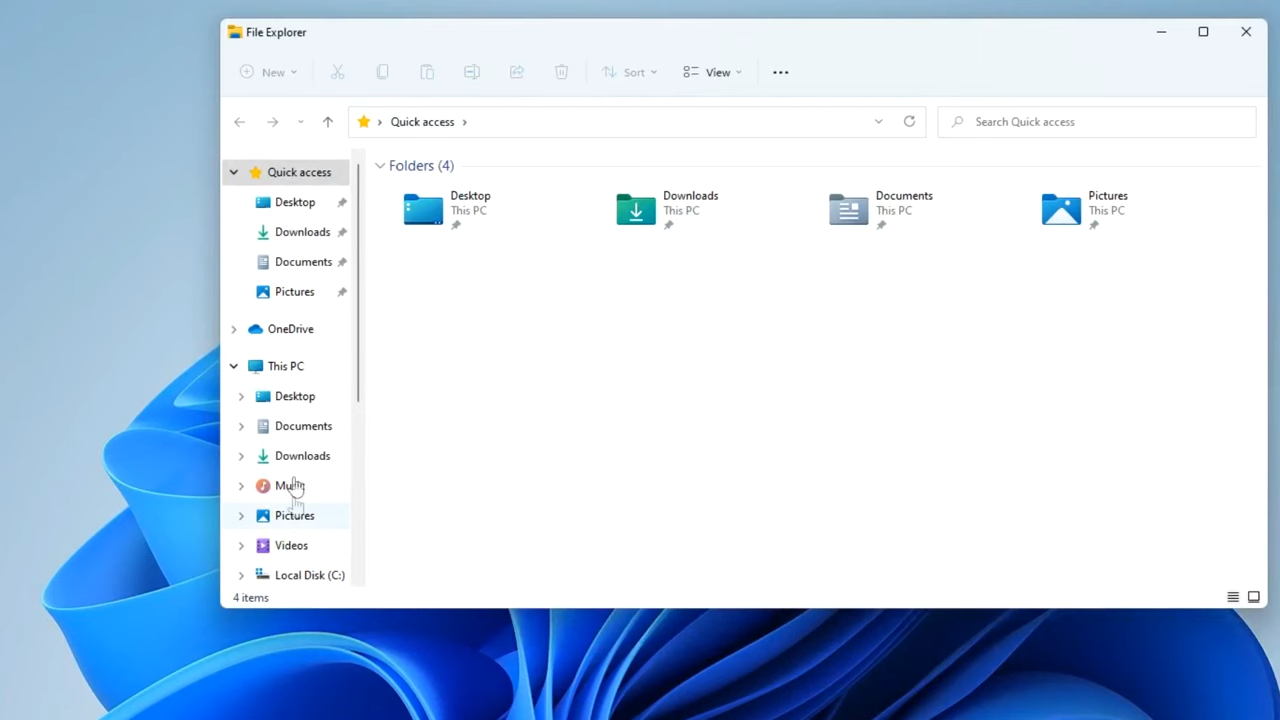 File Explorer
New
Sort
View
Quick access
Search Quick access
Quick access
Desktop
Downloads
Documents
Pictures
OneDrive
This PC
Desktop
Documents
Downloads
Pictures
Videos
Local Disk (C:)
Folders (4)
Desktop
This PC
Downloads
This PC
Documents
This PC
Pictures
This PC
4 items